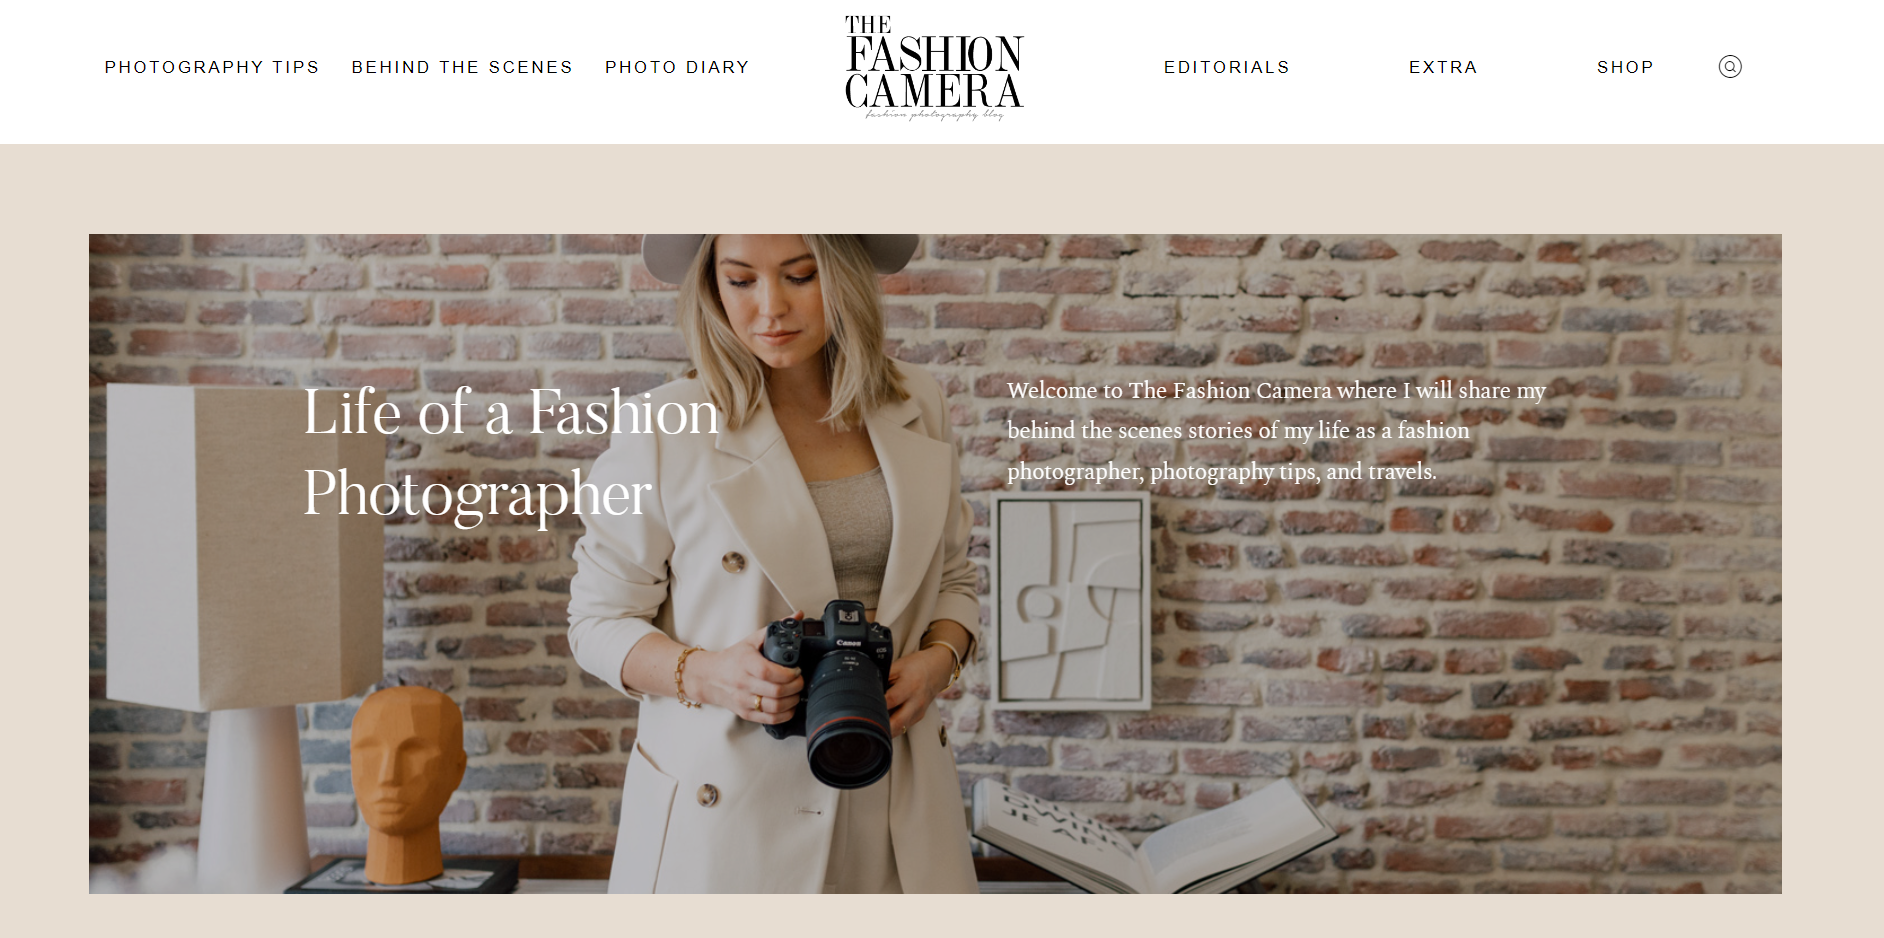 PHOTOGRAPHY TIPS BEHIND THE SCENES PHOTO DIARY
THE
FASHION
CAMERA
fashion photography blog
EDITORIALS EXTRA SHOP
Life of a Fashion
Photographer
Welcome to The Fashion Camera where I will share my
behind the scenes stories of my life as a fashion
photographer, photography tips, and travels.
Canon
EOS